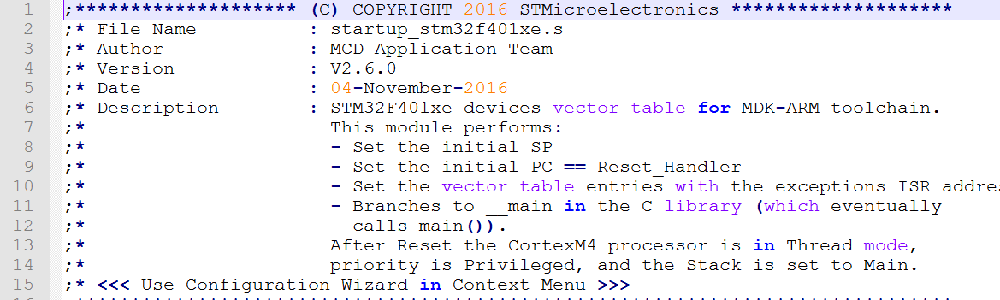 1 ;******************** (C) COPYRIGHT 2016 STMicroelectronics ********************
2 ;* File Name : startup_stm32f401xe.s
3 ;* Author : MCD Application Team
4 ;* Version : V2.6.0
5 ;* Date : 04-November-2016
6 ;* Description : STM32F401xe devices vector table for MDK-ARM toolchain.
7 ;* This module performs:
8 ;* - Set the initial SP
9 ;* - Set the initial PC == Reset_Handler
10 ;* - Set the vector table entries with the exceptions ISR addre
11 ;* - Branches to __main in the C library (which eventually
12 ;* calls main()).
13 ;* After Reset the CortexM4 processor is in Thread mode,
14 ;* priority is Privileged, and the Stack is set to Main.
15 ;* <<< Use Configuration Wizard in Context Menu >>>